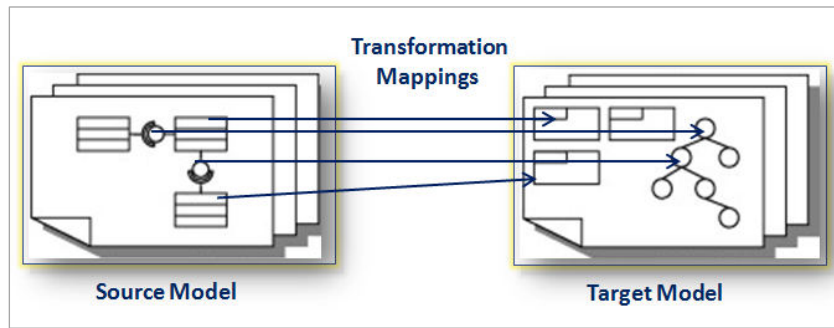 Transformation
Mappings
Source Model
Target Model